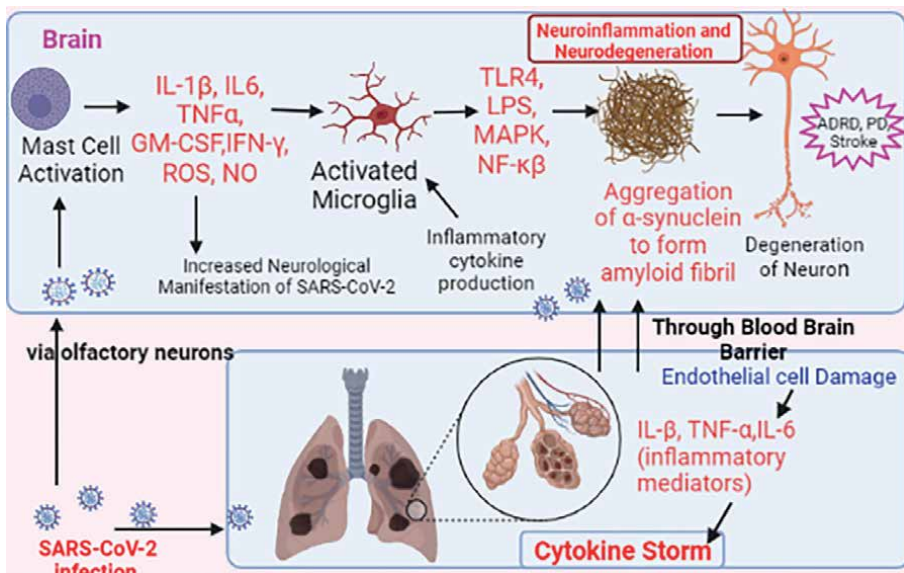 Brain
Mast Cell
Activation
IL-1β, IL6,
TNFα,
GM-CSF,IFN-γ,
ROS, NO
Increased Neurological
Manifestation of SARS-CoV-2
Activated
Microglia
Inflammatory
cytokine
production
TLR4,
LPS,
MAPK,
NF-κβ
Neuroinflammation and
Neurodegeneration
Aggregation
of α-synuclein
to form
amyloid fibril
ADRD, PD,
Stroke
Degeneration
of Neuron
via olfactory neurons
Through Blood Brain
Barrier
Endothelial cell Damage
IL-β, TNF-α,IL-6
(inflammatory
mediators)
Cytokine Storm
SARS-CoV-2
infection